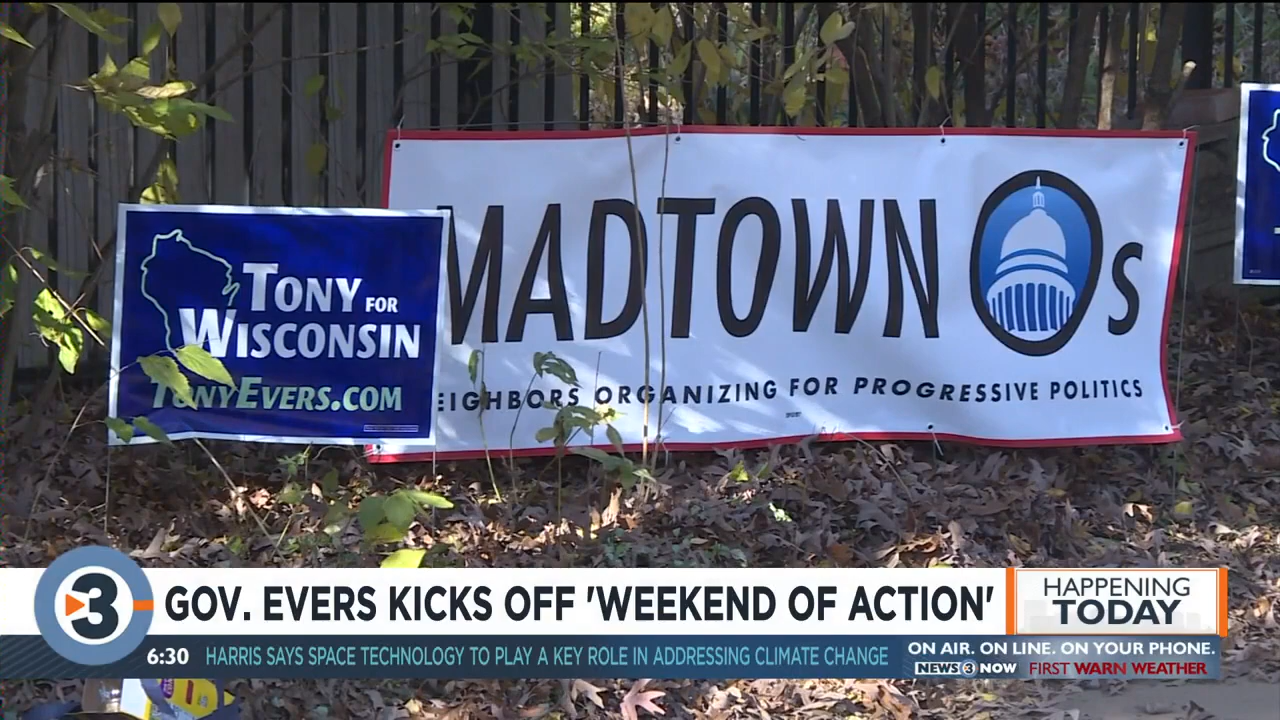 TONY FOR
WISCONSIN
TONYEVERS.COM
MADTOWN Os
EIGHBORS ORGANIZING FOR PROGRESSIVE POLITICS
3
GOV. EVERS KICKS OFF 'WEEKEND OF ACTION'
HAPPENING
TODAY
6:30 HARRIS SAYS SPACE TECHNOLOGY TO PLAY A KEY ROLE IN ADDRESSING CLIMATE CHANGE
ON AIR. ON LINE. ON YOUR PHONE.
NEWS 3 NOW FIRST WARN WEATHER